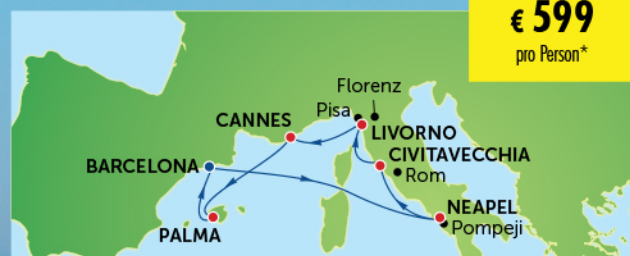 € 599
pro Person*
Florenz
Pisa
CANNES
LIVORNO
CIVITAVECCHIA
BARCELONA
Rom
NEAPEL
Pompeji
PALMA